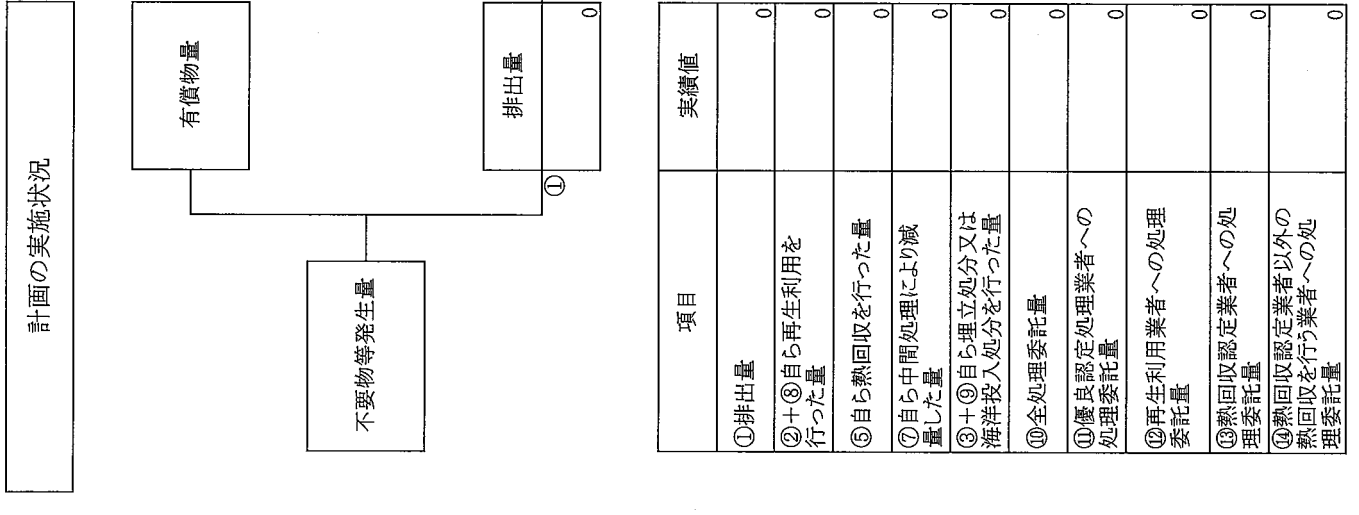 計画の実施状況
有償物量
不要物等発生量
排出量
①
0
項目
実績値
①排出量
0
②+⑧自ら再生利用を
行った量
0
⑤自ら熱回収を行った量
0
⑦自ら中間処理により減
量した量
0
③+⑨自ら埋立処分又は
海洋投入処分を行った量
0
⑩全処理委託量
0
⑪優良認定処理業者への
処理委託量
0
⑫再生利用業者への処理
委託量
0
⑬熱回収認定業者への処
理委託量
0
⑭熱回収認定業者以外の
熱回収を行う業者への処
理委託量
0